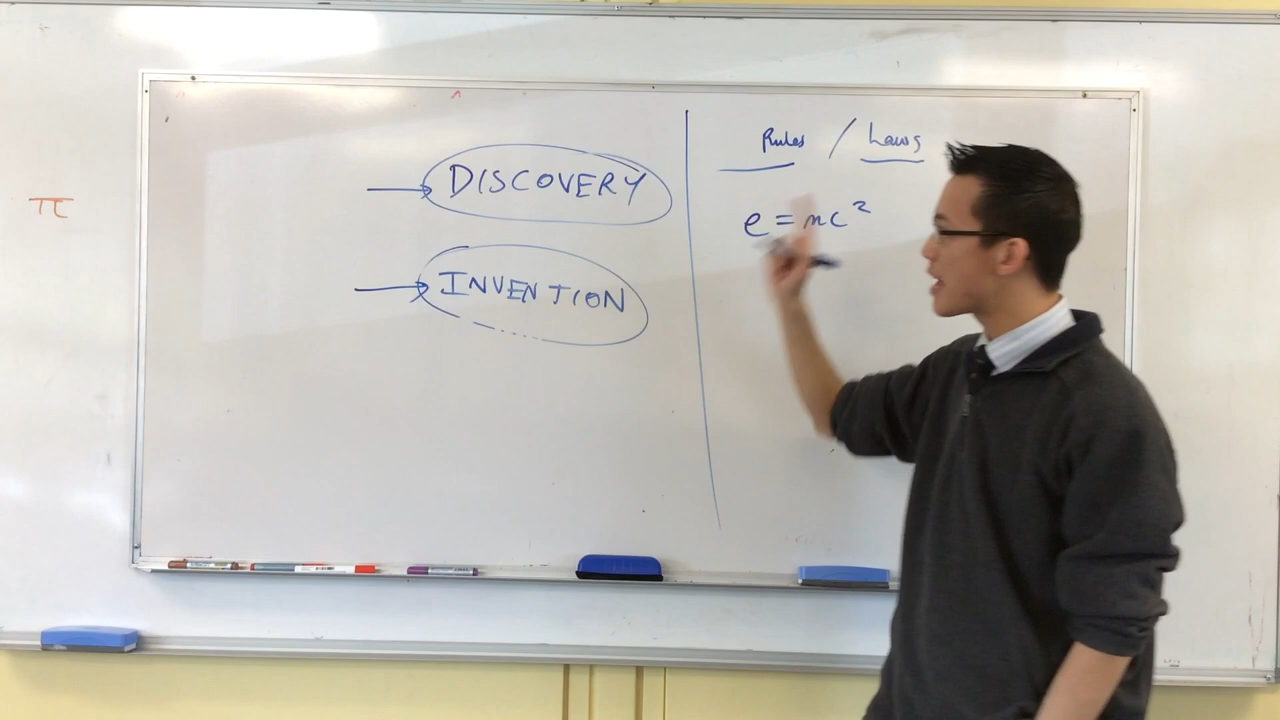 π
DISCOVERY
INVENTION
Rules / Laws
e = mc²